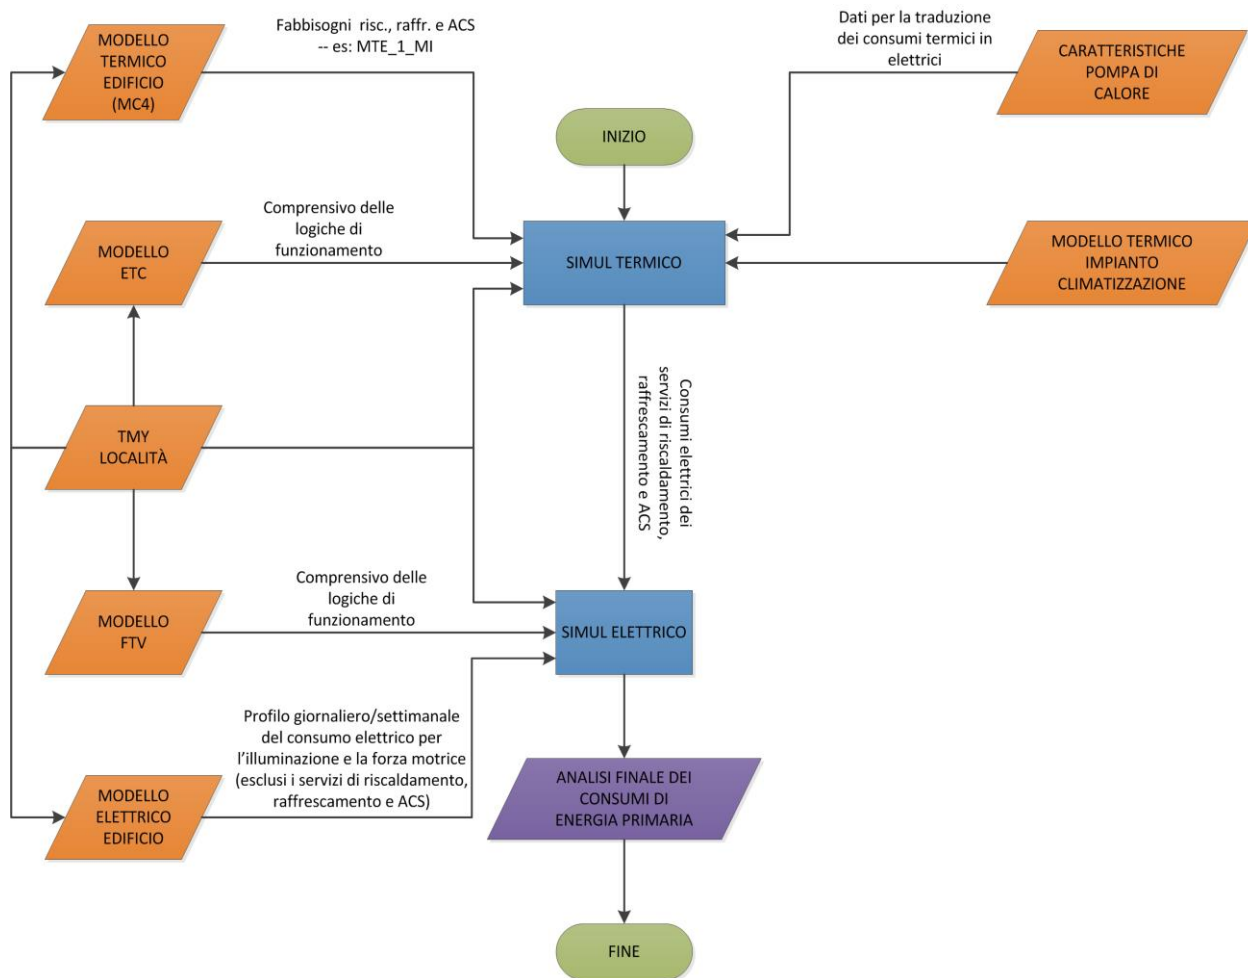 MODELLO
TERMICO
EDIFICIO
(MC4)
Fabbisogni risc., raffr. e ACS
-- es: MTE_1_MI
Dati per la traduzione
dei consumi termici in
elettrici
CARATTERISTICHE
POMPA DI
CALORE
INIZIO
MODELLO
ETC
Comprensivo delle
logiche di
funzionamento
SIMUL TERMICO
MODELLO TERMICO
IMPIANTO
CLIMATIZZAZIONE
Consumi elettrici dei
servizi di riscaldamento,
raffrescamento e ACS
TMY
LOCALITÀ
MODELLO
FTV
Comprensivo delle
logiche di
funzionamento
SIMUL ELETTRICO
Profilo giornaliero/settimanale
del consumo elettrico per
l'illuminazione e la forza motrice
(esclusi i servizi di riscaldamento,
raffrescamento e ACS)
MODELLO
ELETTRICO
EDIFICIO
ANALISI FINALE DEI
CONSUMI DI
ENERGIA PRIMARIA
FINE